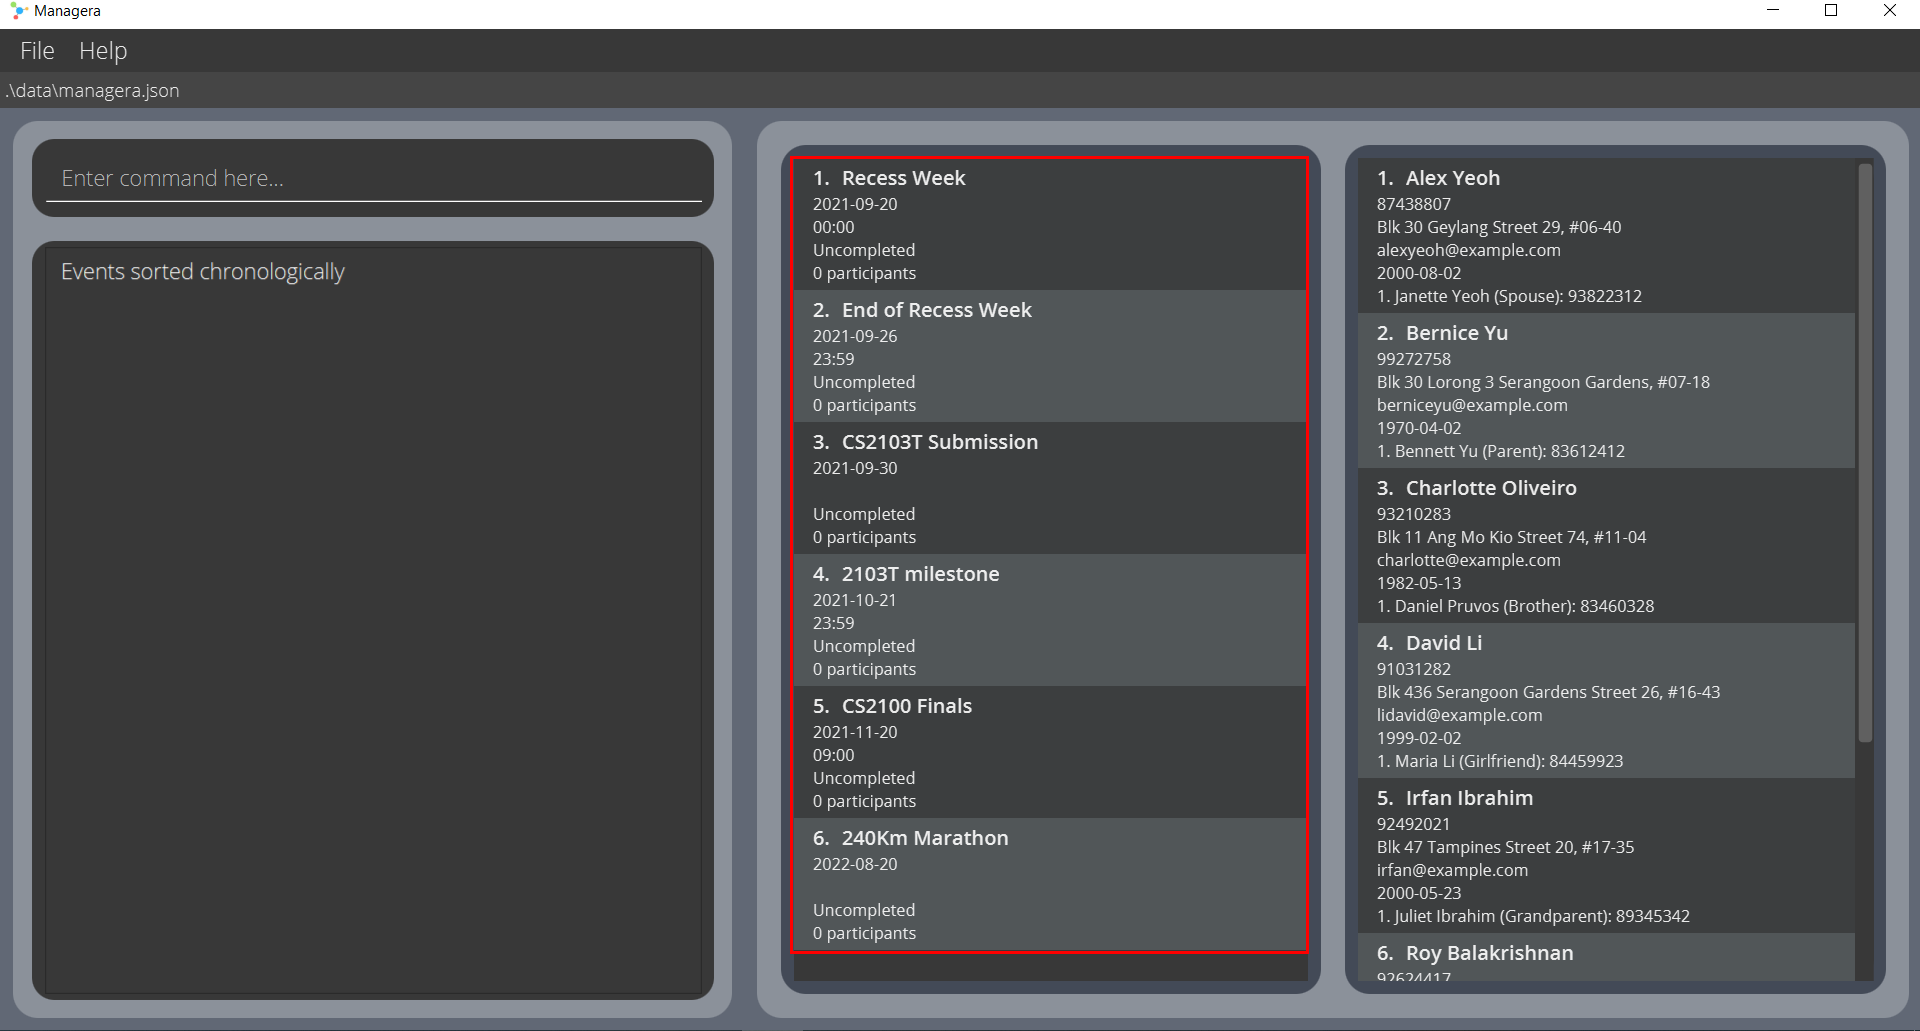 Managera
File Help
.\data\managera.json
Enter command here...
Events sorted chronologically
1. Recess Week
2021-09-20
00:00
Uncompleted
0 participants
2. End of Recess Week
2021-09-26
23:59
Uncompleted
0 participants
3. CS2103T Submission
2021-09-30
Uncompleted
0 participants
4. 2103T milestone
2021-10-21
23:59
Uncompleted
0 participants
5. CS2100 Finals
2021-11-20
09:00
Uncompleted
0 participants
6. 240Km Marathon
2022-08-20
Uncompleted
0 participants
1. Alex Yeoh
87438807
Blk 30 Geylang Street 29, #06-40
alexyeoh@example.com
2000-08-02
1. Janette Yeoh (Spouse): 93822312
2. Bernice Yu
99272758
Blk 30 Lorong 3 Serangoon Gardens, #07-18
berniceyu@example.com
1970-04-02
1. Bennett Yu (Parent): 83612412
3. Charlotte Oliveiro
93210283
Blk 11 Ang Mo Kio Street 74, #11-04
charlotte@example.com
1982-05-13
1. Daniel Pruvos (Brother): 83460328
4. David Li
91031282
Blk 436 Serangoon Gardens Street 26, #16-43
lidavid@example.com
1999-02-02
1. Maria Li (Girlfriend): 84459923
5. Irfan Ibrahim
92492021
Blk 47 Tampines Street 20, #17-35
irfan@example.com
2000-05-23
1. Juliet Ibrahim (Grandparent): 89345342
6. Roy Balakrishnan
92624417